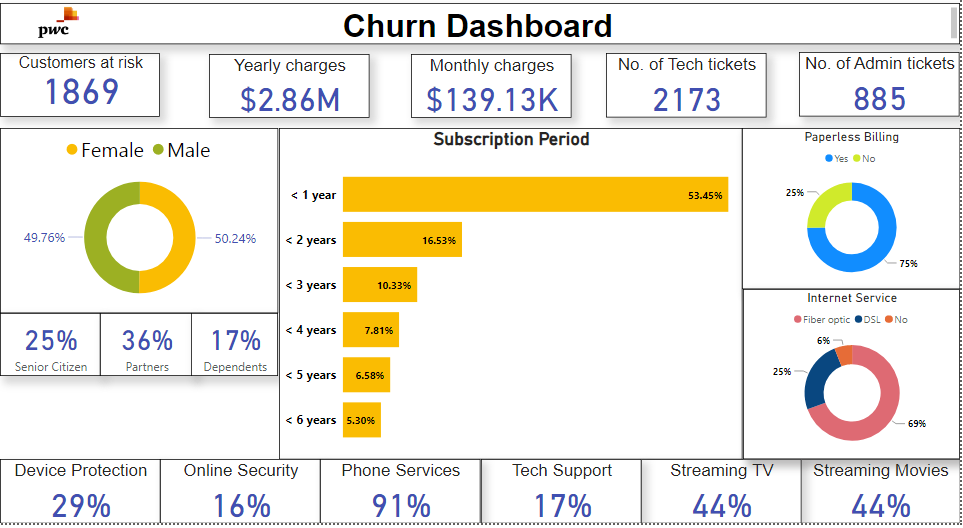 pwc
Churn Dashboard
Customers at risk
1869
Yearly charges
$2.86M
Monthly charges
$139.13K
No. of Tech tickets
2173
No. of Admin tickets
885
Female Male
49.76%
50.24%
25%
Senior Citizen
36%
Partners
17%
Dependents
Subscription Period
< 1 year
53.45%
< 2 years
16.53%
< 3 years
10.33%
< 4 years
7.81%
< 5 years
6.58%
< 6 years
5.30%
Paperless Billing
Yes No
25%
75%
Internet Service
Fiber optic DSL No
6%
25%
69%
Device Protection
29%
Online Security
16%
Phone Services
91%
Tech Support
17%
Streaming TV
44%
Streaming Movies
44%